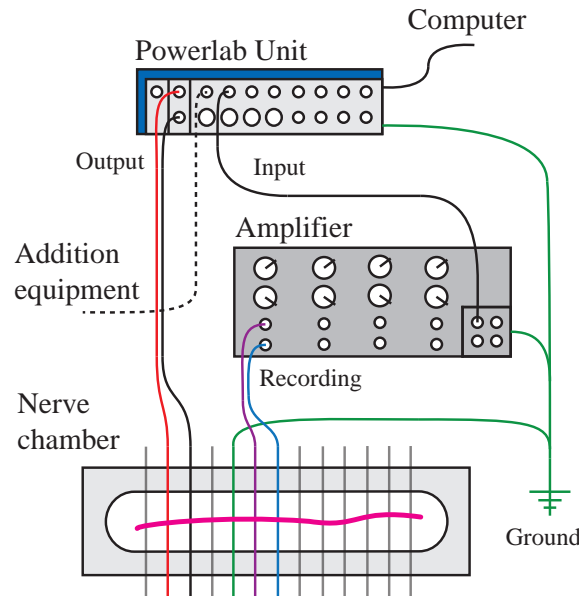 Computer
Powerlab Unit
Output
Input
Amplifier
Addition
equipment
Recording
Nerve
chamber
Ground